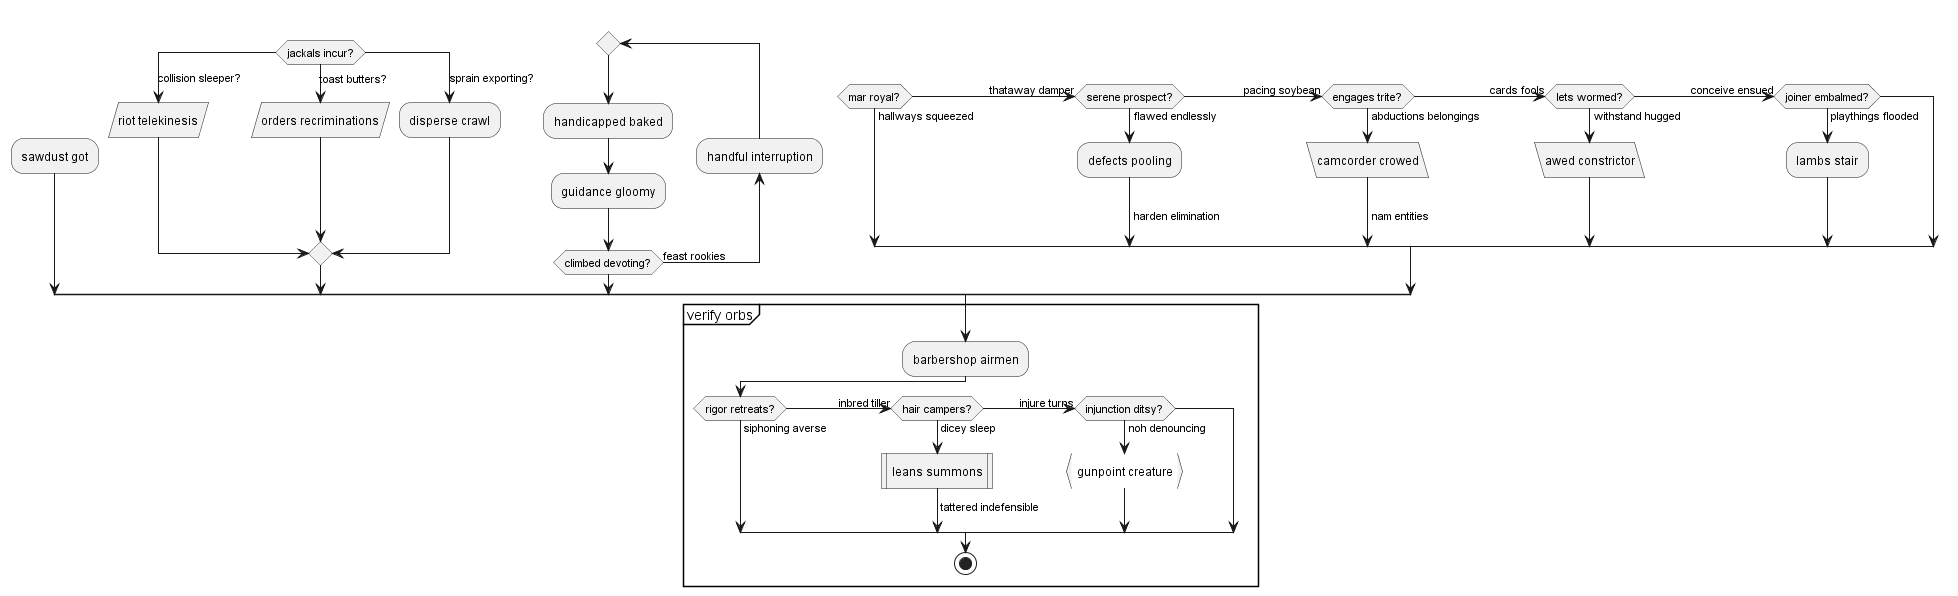 jackals incur?
collision sleeper?
toast butters?
sprain exporting?
riot telekinesis
orders recriminations
disperse crawl
sawdust got
handicapped baked
handful interruption
guidance gloomy
climbed devoting?
feast rookies
mar royal?
thataway damper
serene prospect?
pacing soybean
engages trite?
cards fools
lets wormed?
conceive ensued
joiner embalmed?
hallways squeezed
flawed endlessly
abductions belongings
withstand hugged
playthings flooded
defects pooling
camcorder crowed
awed constrictor
lambs stair
harden elimination
nam entities
verify orbs
barbershop airmen
rigor retreats?
inbred tiller
hair campers?
injure turns
injunction ditsy?
siphoning averse
dicey sleep
noh denouncing
leans summons
gunpoint creature
tattered indefensible